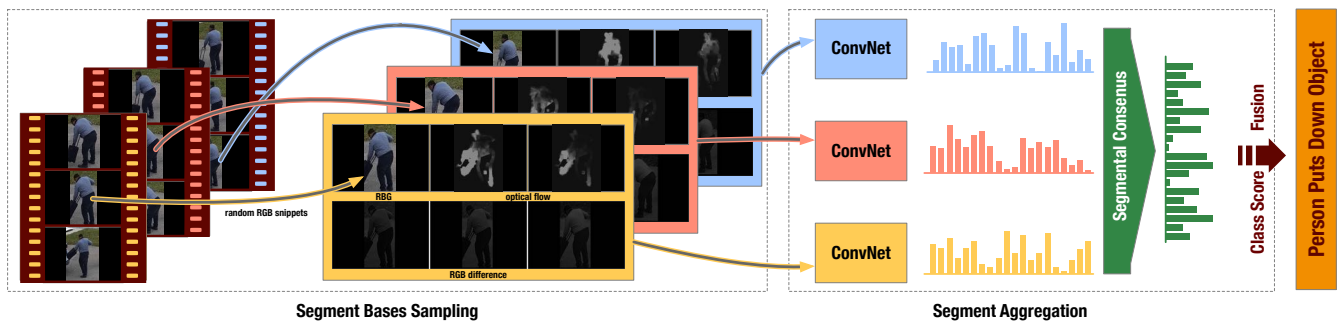 random RGB snippets
RBG
optical flow
RGB difference
Segment Bases Sampling
ConvNet
ConvNet
ConvNet
Segmental Consenus
Class Score Fusion
Segment Aggregation
Person Puts Down Object